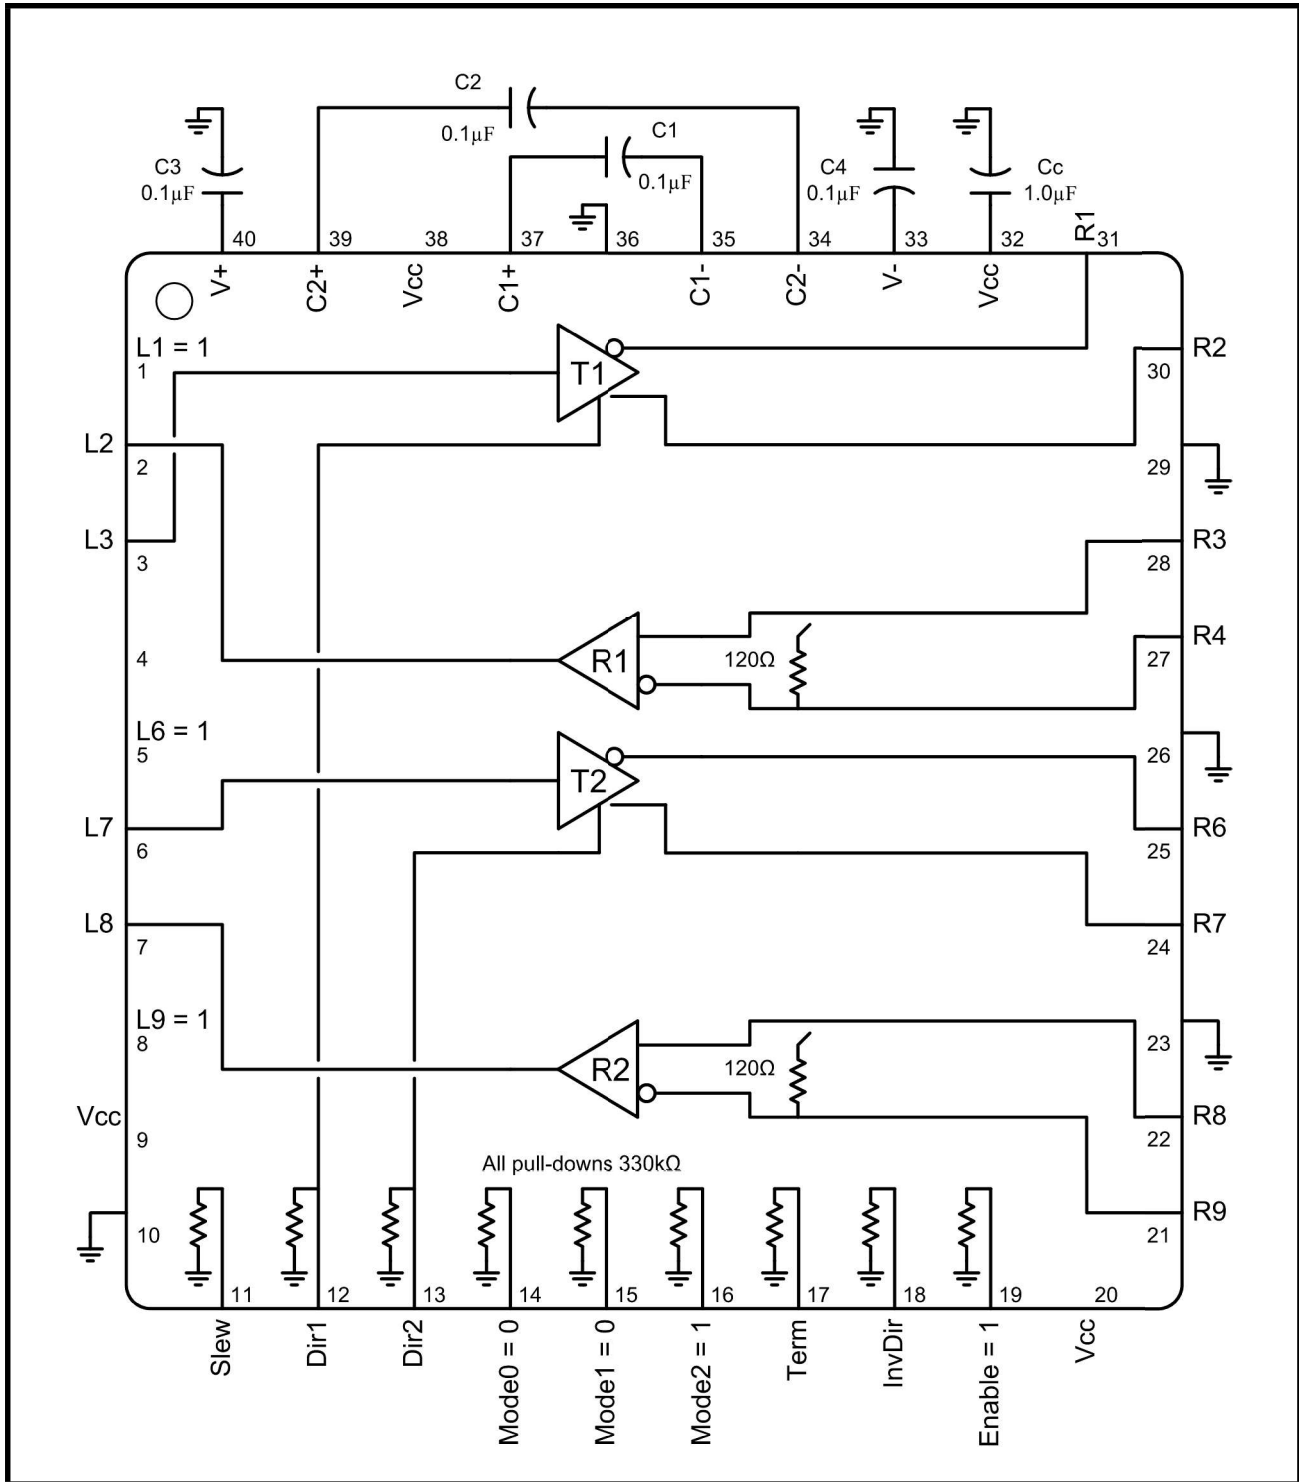 C2
0.1µF
C1
0.1µF
C3
0.1µF
C4
0.1µF
Cc
1.0µF
R1
40 39 38 37 36 35 34 33 32 31
V+ C2+ Vcc C1+ C1- C2- V- Vcc
L1 = 1
1
T1
R2
30
L2
2
29
L3
3
R3
28
4
R1
120Ω
R4
27
L6 = 1
5
26
T2
L7
6
R6
25
L8
7
R7
24
L9 = 1
8
23
R2
120Ω
Vcc
9
R8
22
All pull-downs 330kΩ
10
R9
21
11 12 13 14 15 16 17 18 19 20
Slew Dir1 Dir2 Mode0 = 0 Mode1 = 0 Mode2 = 1 Term InvDir Enable = 1 Vcc